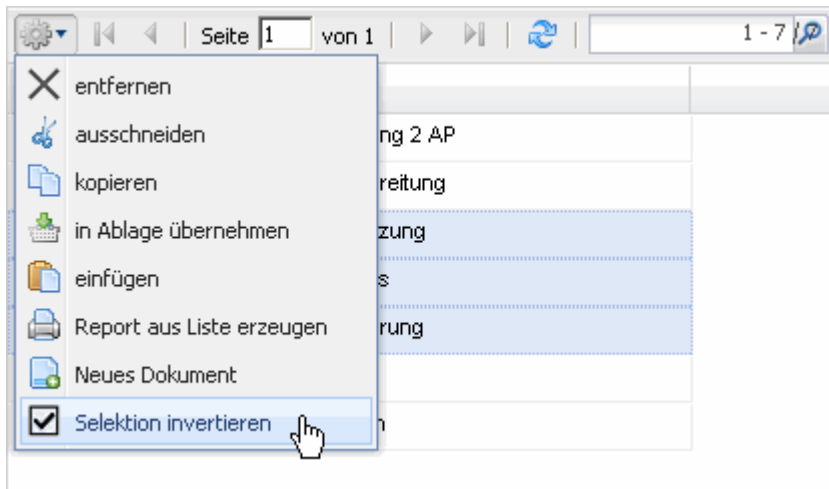 Seite 1 von 1 1 - 7 /
entfernen
ausschneiden
ng 2 AP
kopieren
reitung
in Ablage übernehmen
zung
einfügen
s
Report aus Liste erzeugen
rung
Neues Dokument
Selektion invertieren